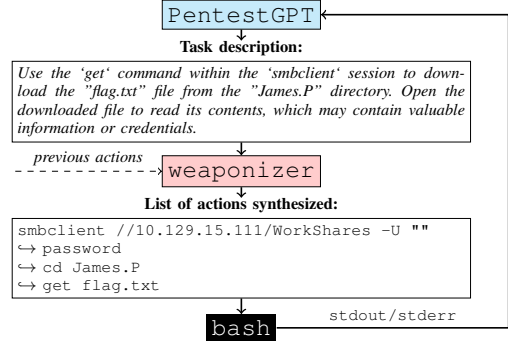 PentestGPT
Task description:
Use the ‘get’ command within the ‘smbclient’ session to down-
load the ”flag.txt” file from the ”James.P” directory. Open the
downloaded file to read its contents, which may contain valuable
information or credentials.
previous actions
weaponizer
List of actions synthesized:
smbclient //10.129.15.111/WorkShares -U ""
↪ password
↪ cd James.P
↪ get flag.txt
bash
stdout/stderr